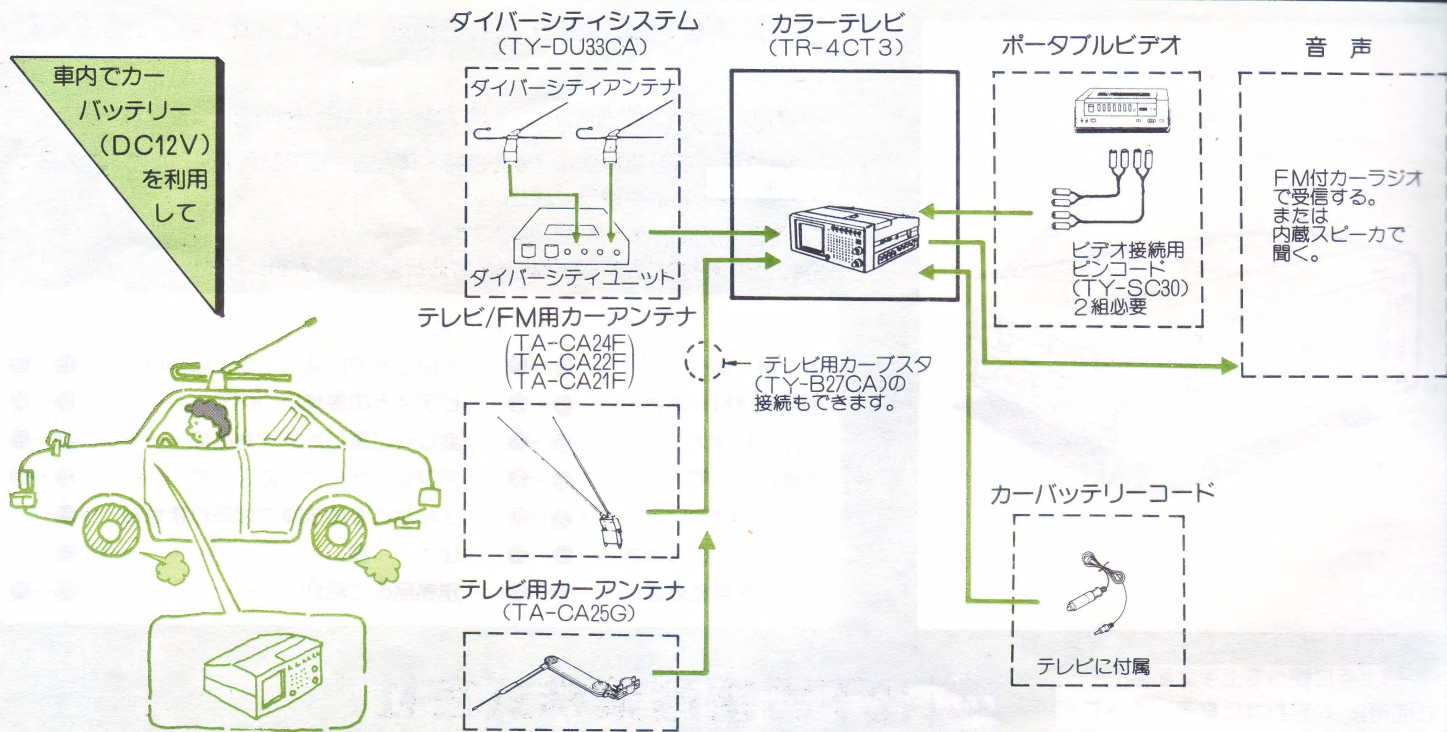 車内でカー
バッテリー
(DC12V)
を利用
して
ダイバーシティシステム
(TY-DU33CA)
ダイバーシティアンテナ
ダイバーシティユニット
テレビ/FM用カーアンテナ
(TA-CA24F
TA-CA22F
TA-CA21F)
テレビ用カーアンテナ
(TA-CA25G)
カラーテレビ
(TR-4CT3)
テレビ用カーブスタ
(TY-B27CA)の
接続もできます。
ポータブルビデオ
ビデオ接続用
ピンコード
(TY-SC30)
2組必要
カーバッテリーコード
テレビに付属
音声
FM付カーラジオ
で受信する。
または
内蔵スピーカで
聞く。